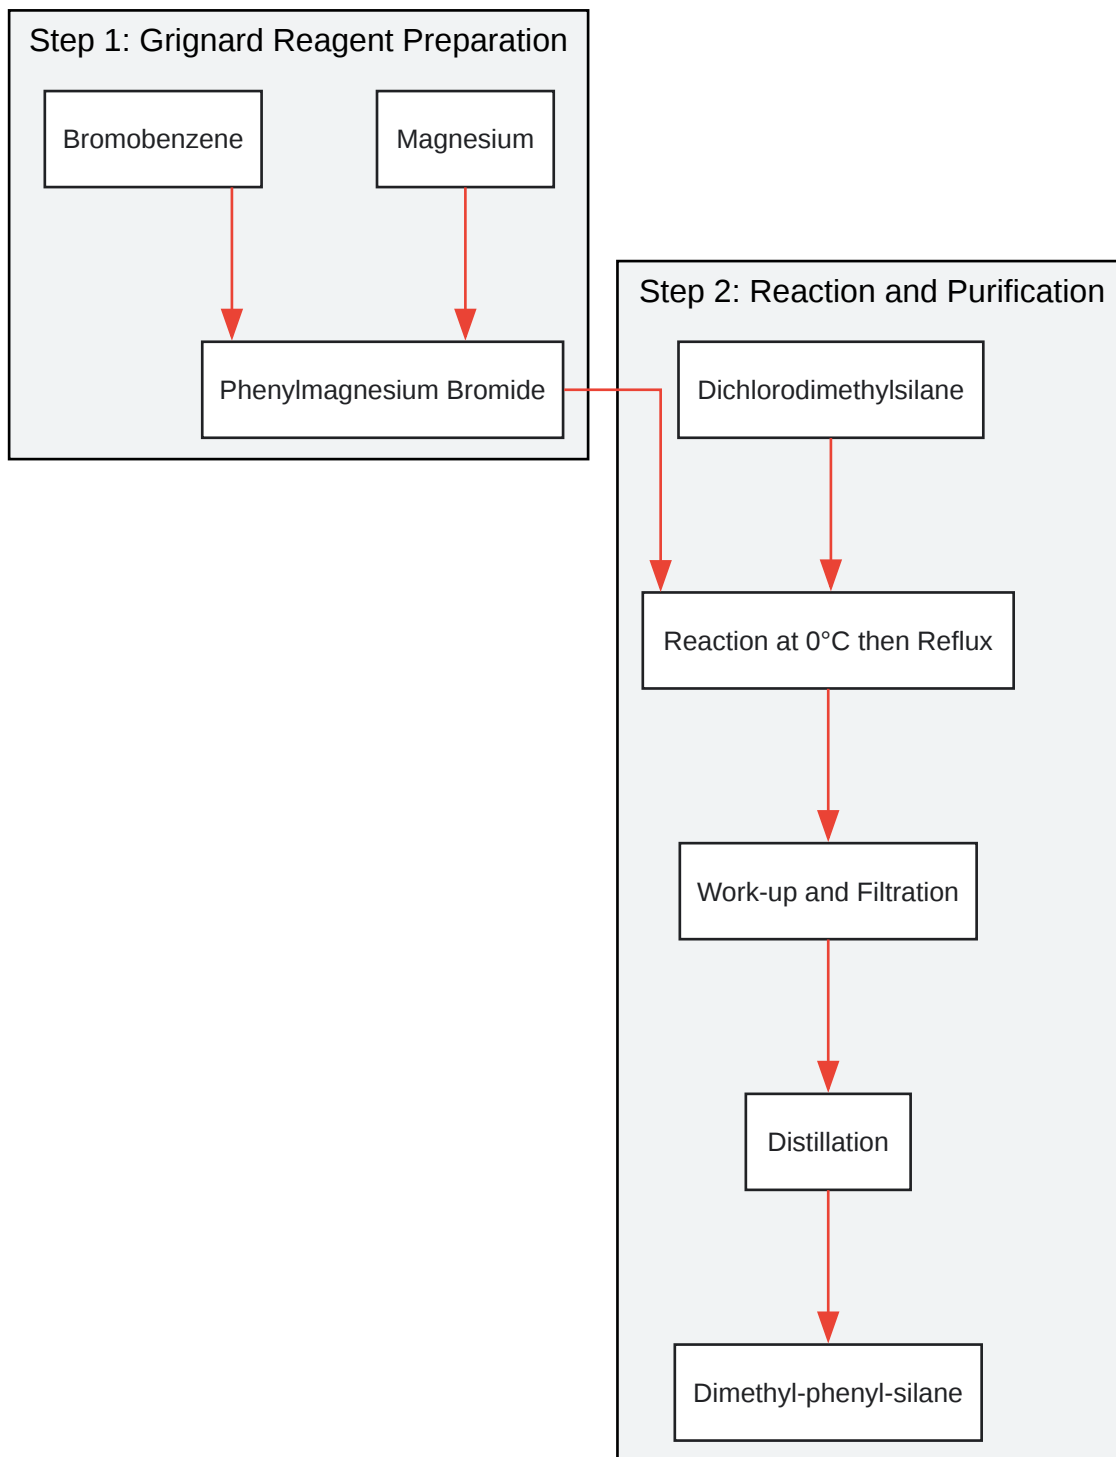 Step 1: Grignard Reagent Preparation
Bromobenzene
Magnesium
Phenylmagnesium Bromide
Step 2: Reaction and Purification
Dichlorodimethylsilane
Reaction at 0°C then Reflux
Work-up and Filtration
Distillation
Dimethyl-phenyl-silane